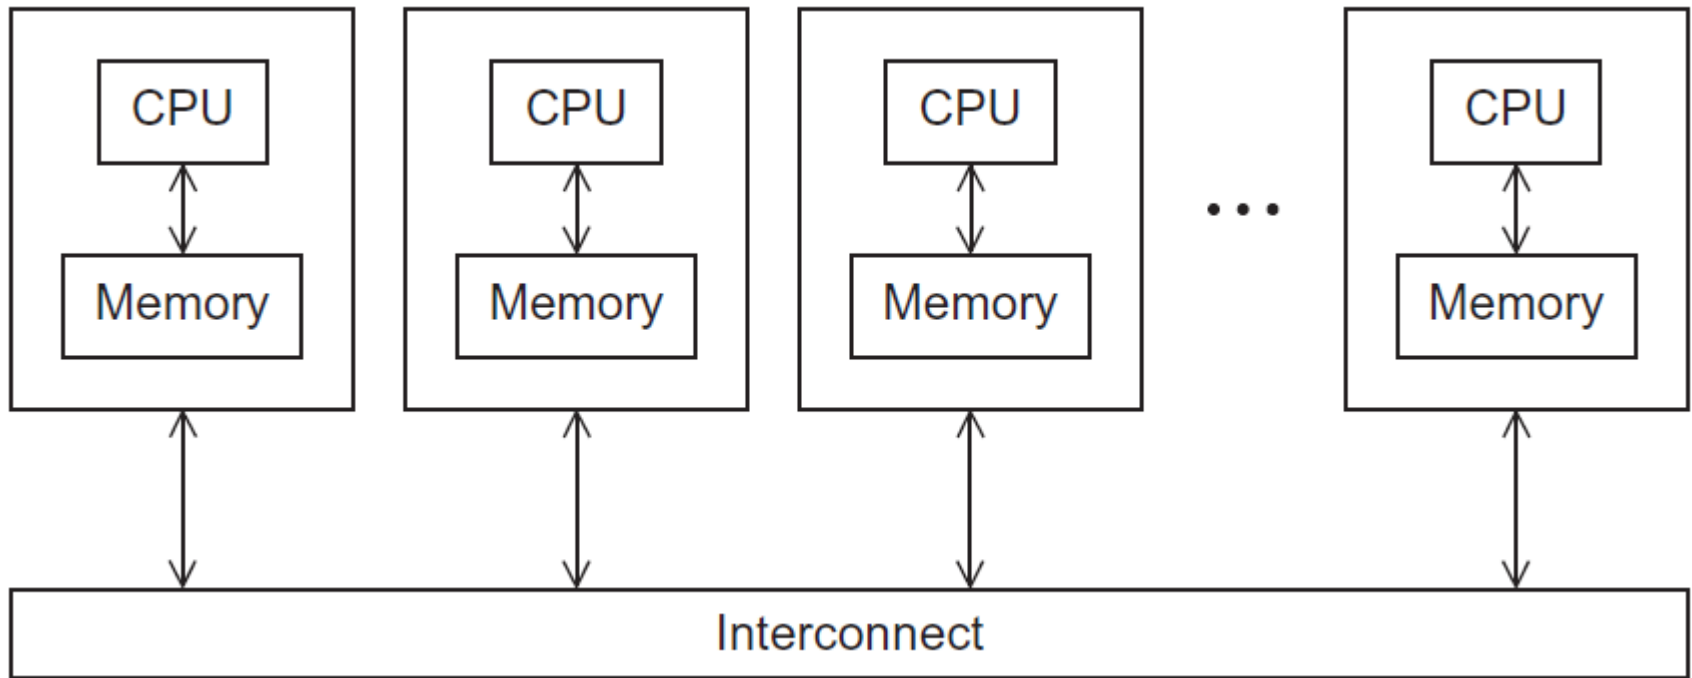 CPU
CPU
CPU
CPU
Memory
Memory
Memory
Memory
Interconnect